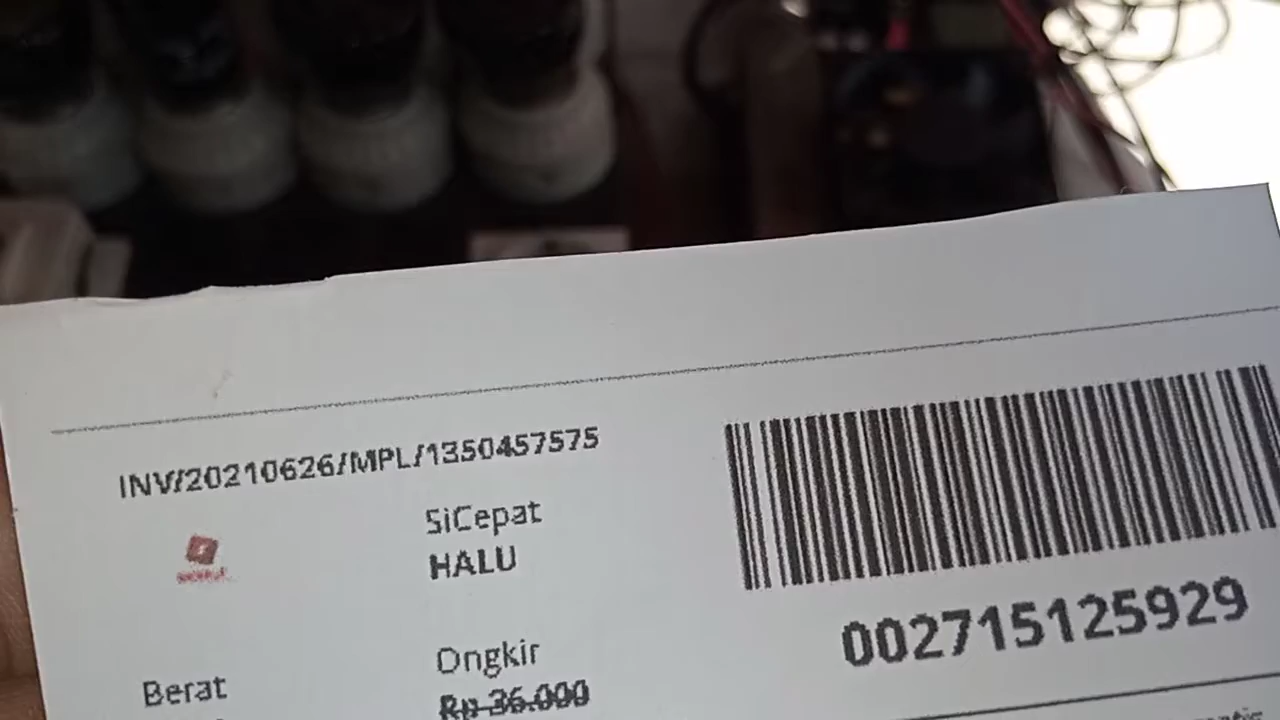 INV/20210626/MPL/1350457575
SiCepat
HALU
002715125929
Ongkir
Rp 36.000
Berat